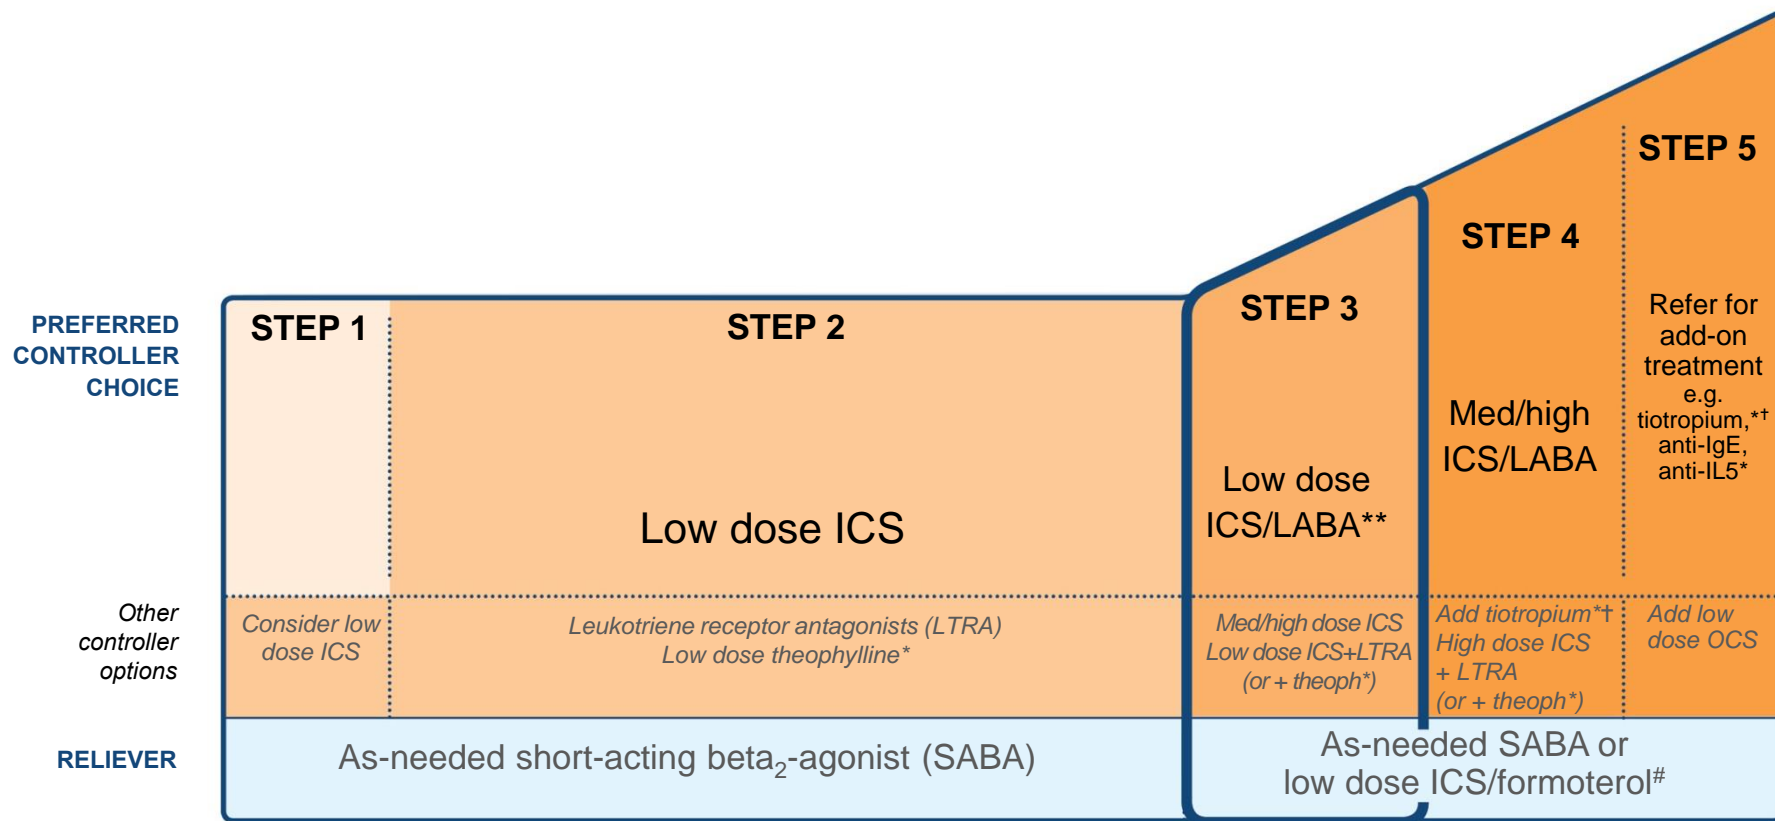 PREFERRED
CONTROLLER
CHOICE
STEP 1
STEP 2
Low dose ICS
STEP 3
Low dose
ICS/LABA**
STEP 4
Med/high
ICS/LABA
STEP 5
Refer for
add-on
treatment
e.g.
tiotropium,*†
anti-IgE,
anti-IL5*
Other
controller
options
Consider low
dose ICS
Leukotriene receptor antagonists (LTRA)
Low dose theophylline*
Med/high dose ICS
Low dose ICS+LTRA
(or + theoph*)
Add tiotropium*†
High dose ICS
+ LTRA
(or + theoph*)
Add low
dose OCS
RELIEVER
As-needed short-acting beta₂-agonist (SABA)
As-needed SABA or
low dose ICS/formoterol#